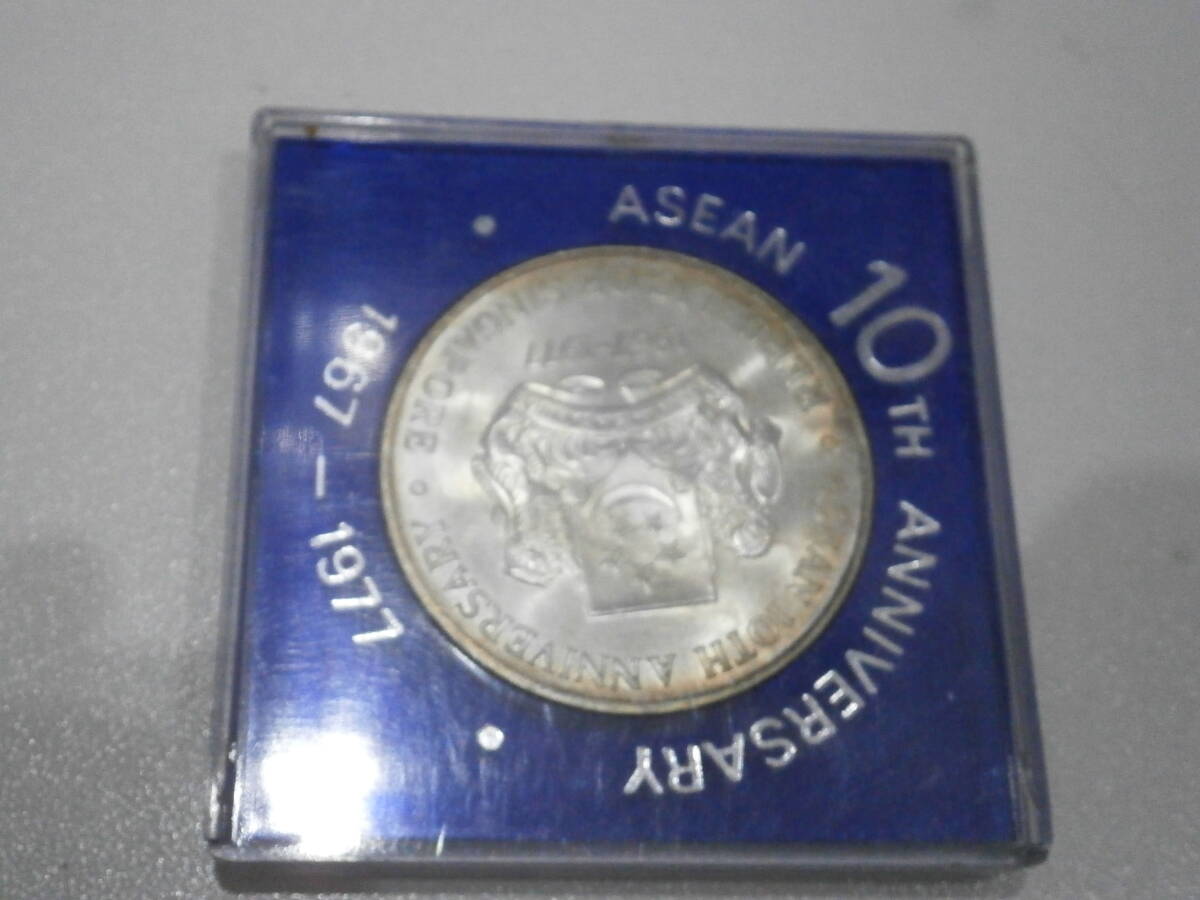 ASEAN 10TH ANNIVERSARY
1967 – 1977
SINGAPORE
10TH ANNIVERSARY